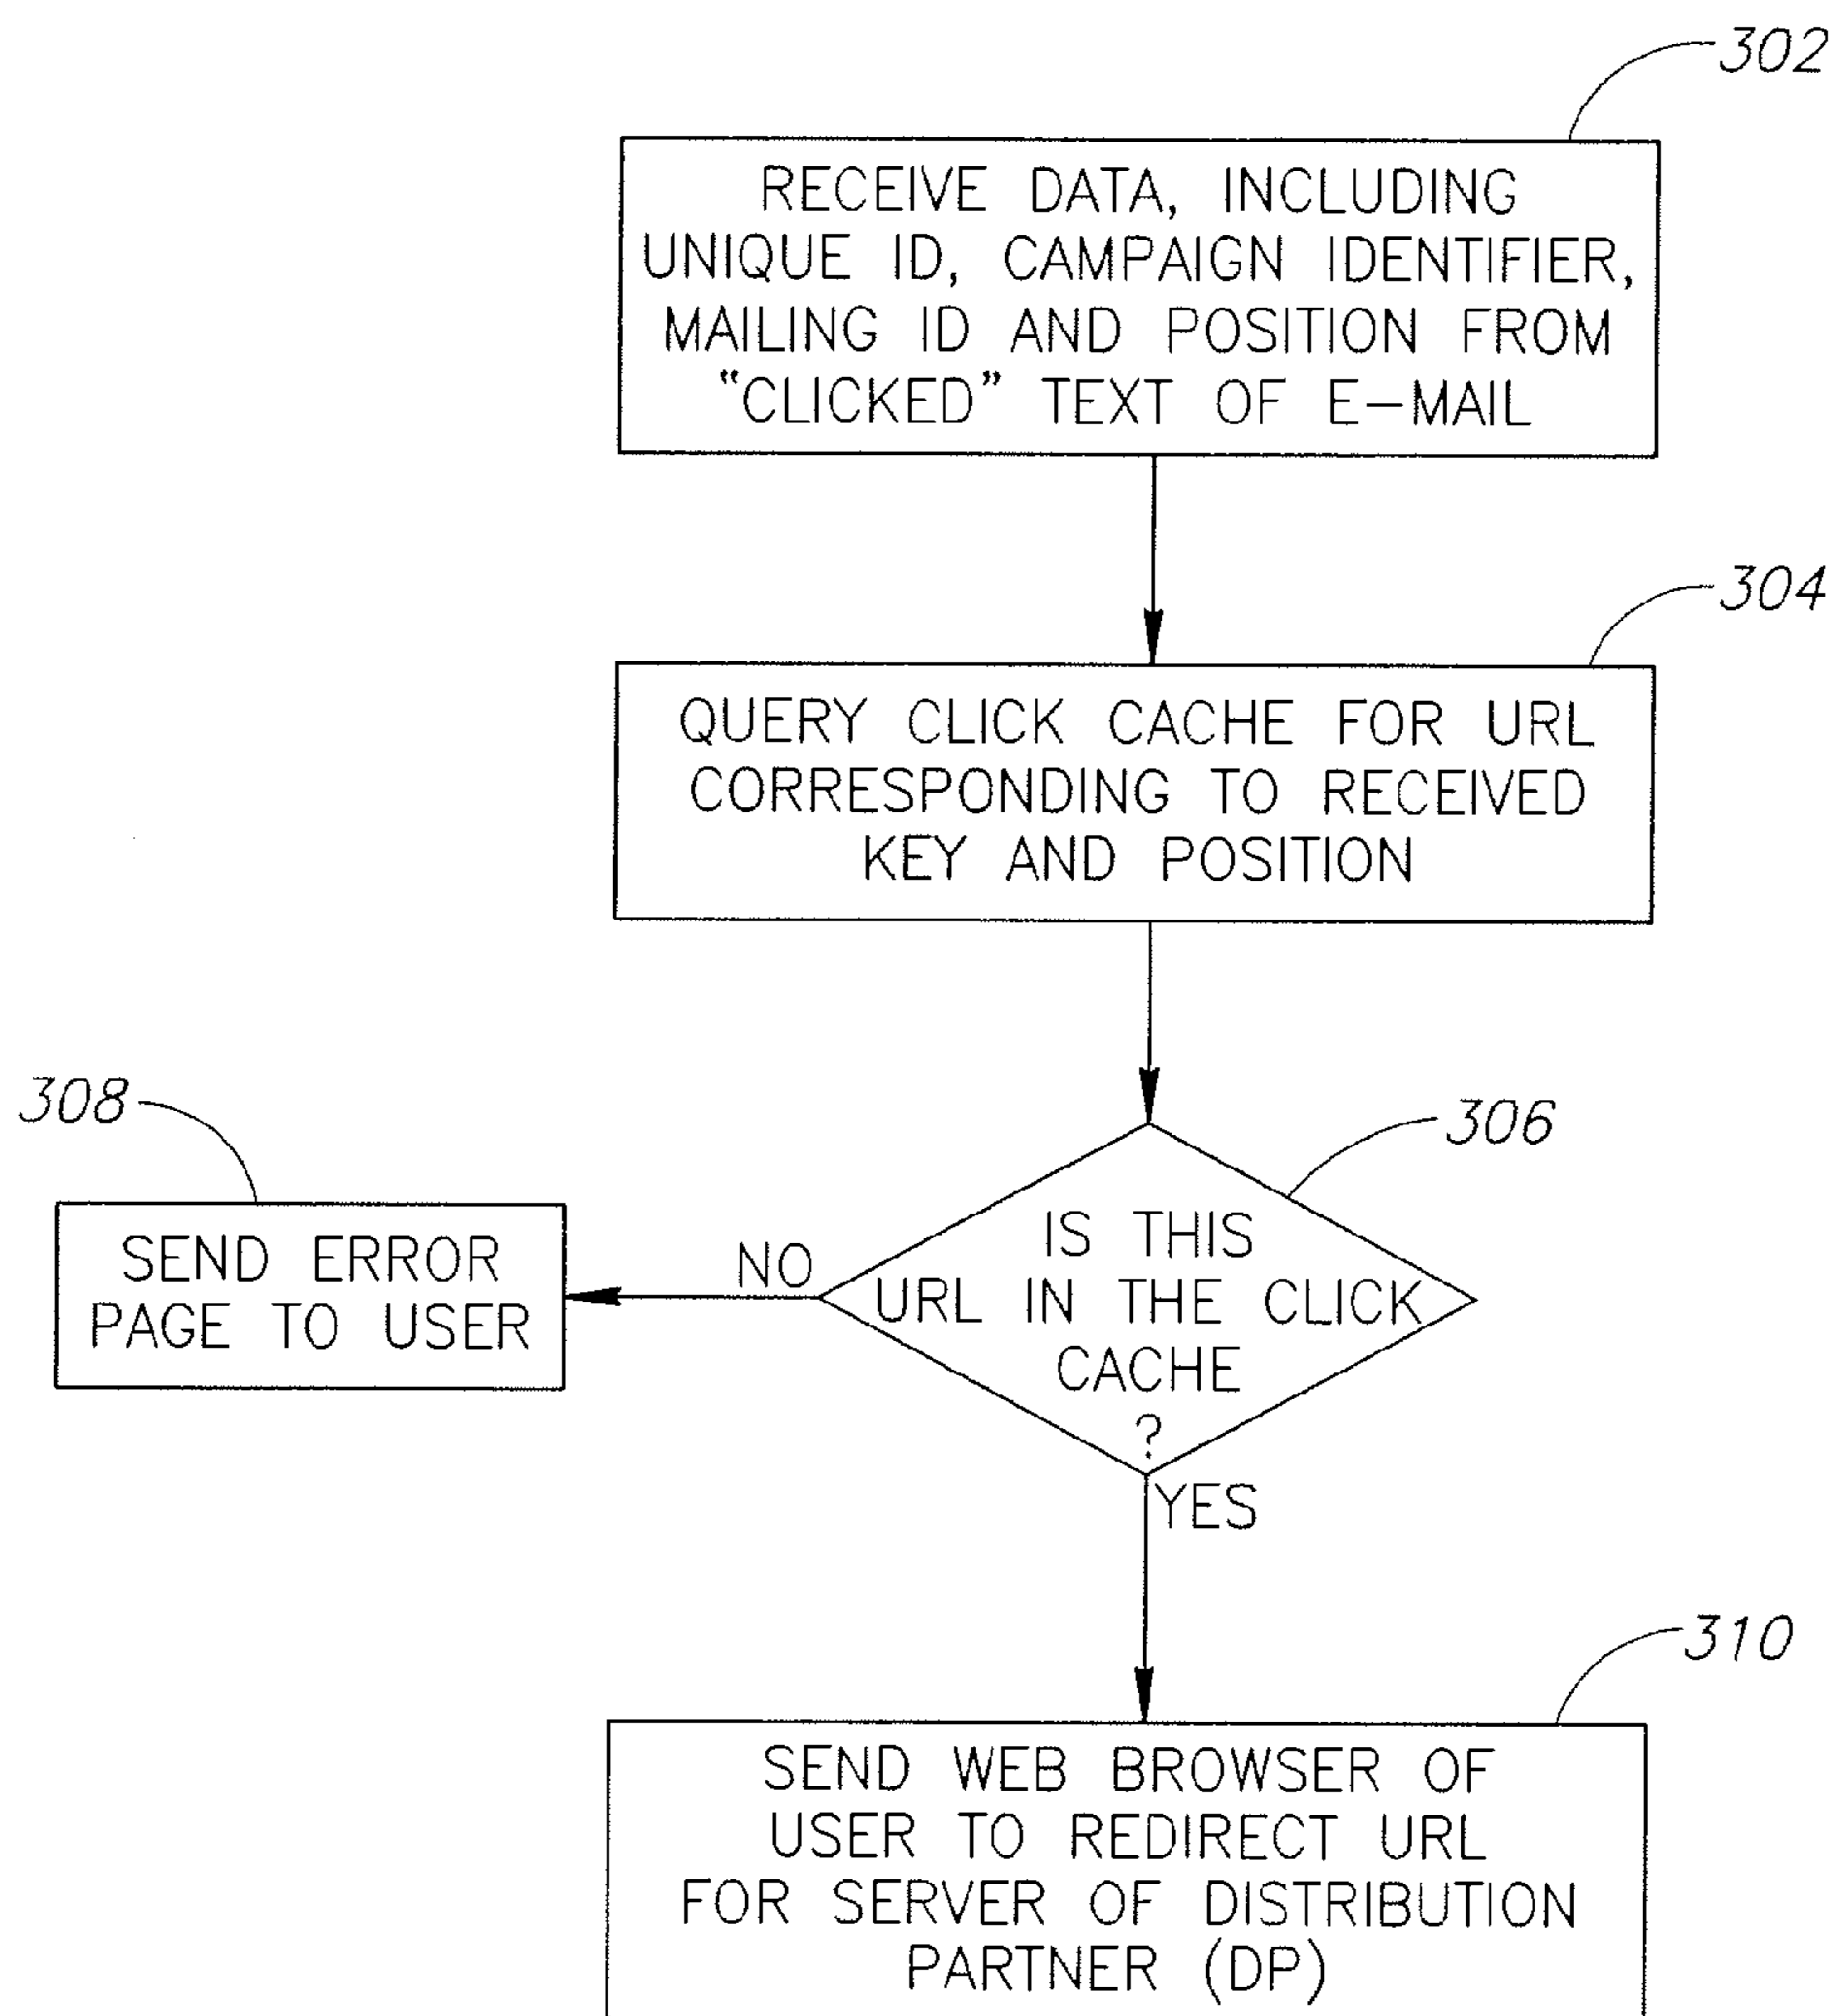 302
RECEIVE DATA, INCLUDING
UNIQUE ID, CAMPAIGN IDENTIFIER,
MAILING ID AND POSITION FROM
“CLICKED” TEXT OF E—MAIL
304
QUERY CLICK CACHE FOR URL
CORRESPONDING TO RECEIVED
KEY AND POSITION
306
IS THIS
URL IN THE CLICK
CACHE
?
NO
308
SEND ERROR
PAGE TO USER
YES
310
SEND WEB BROWSER OF
USER TO REDIRECT URL
FOR SERVER OF DISTRIBUTION
PARTNER (DP)